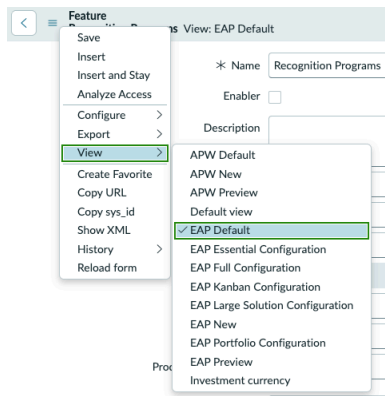 Feature
View: EAP Default
Save
Insert
Insert and Stay
Analyze Access
Configure
Export
View
Create Favorite
Copy URL
Copy sys_id
Show XML
History
Reload form
Name
Recognition Programs
Enabler
Description
APW Default
APW New
APW Preview
Default view
EAP Default
EAP Essential Configuration
EAP Full Configuration
EAP Kanban Configuration
EAP Large Solution Configuration
EAP New
EAP Portfolio Configuration
EAP Preview
Investment currency